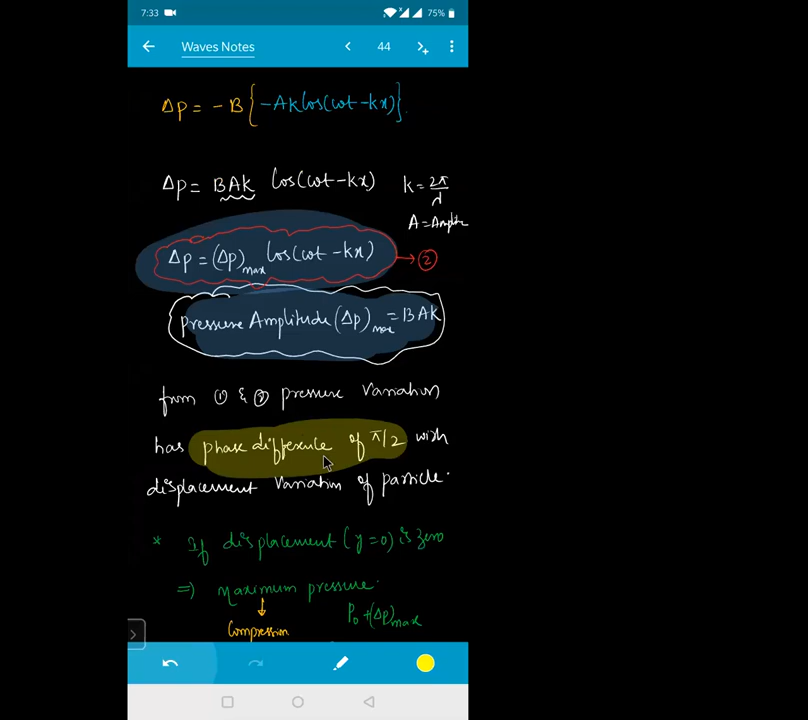 7:33 75%
Waves Notes 44
Δp = -B{-Ak cos(ωt-kx)}.
Δp = BAk cos(ωt-kx) k = 2π/λ
A = Amplitu
Δp = (Δp)max cos(ωt-kx) → ②
pressure Amplitude (Δp)max = BAK
from ① & ② pressure Variation
has phase difference of π/2 with
displacement Variation of particle.
* If displacement (y=0) is zero
⇒ maximum pressure.
↓ P₀+(Δp)max
Compression